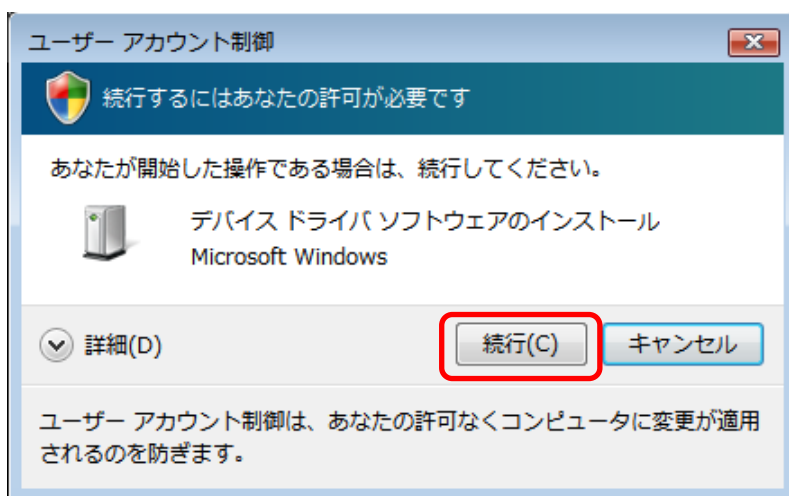 ユーザー アカウント制御
続行するにはあなたの許可が必要です
あなたが開始した操作である場合は、続行してください。
デバイス ドライバ ソフトウェアのインストール
Microsoft Windows
詳細(D)
続行(C)
キャンセル
ユーザー アカウント制御は、あなたの許可なくコンピュータに変更が適用
されるのを防ぎます。